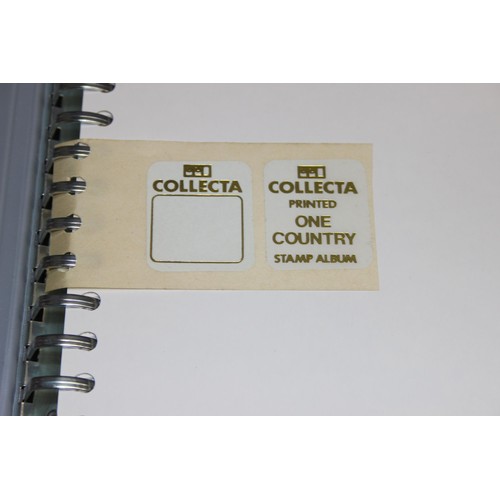 COLLECTA
COLLECTA
PRINTED
ONE
COUNTRY
STAMP ALBUM